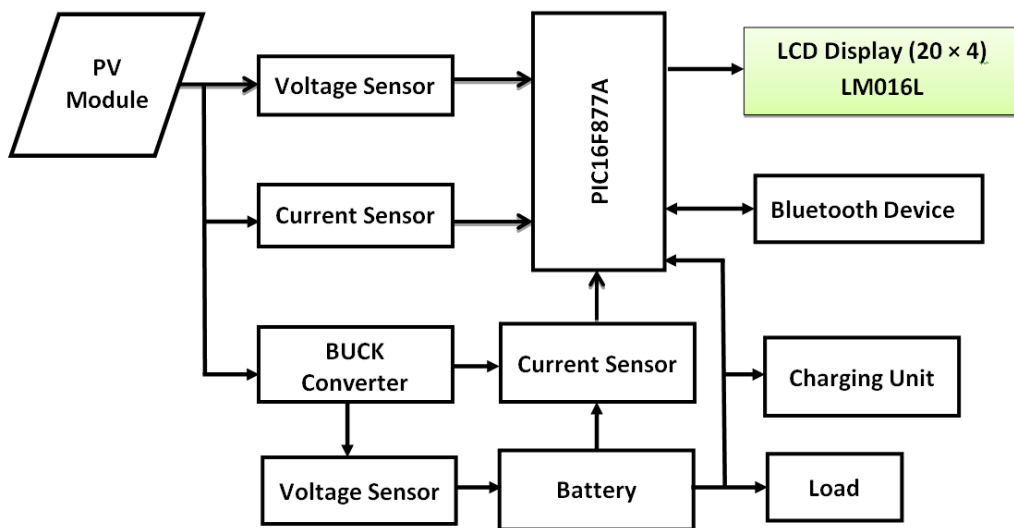 PV
Module
Voltage Sensor
PIC16F877A
LCD Display (20 × 4)
LM016L
Current Sensor
Bluetooth Device
BUCK
Converter
Current Sensor
Charging Unit
Voltage Sensor
Battery
Load